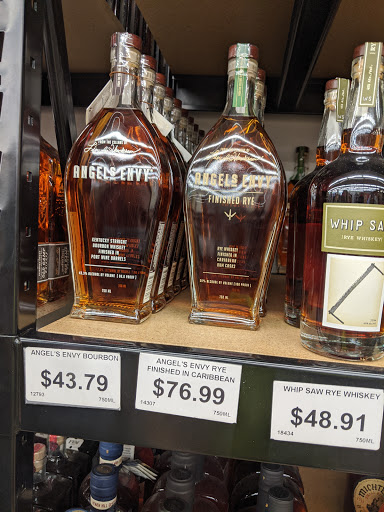 ANGELS ENVY
KENTUCKY STRAIGHT
BOURBON WHISKEY
FINISHED IN
PORT WINE BARRELS
750 ML
ANGELS ENVY
FINISHED RYE
RYE WHISKEY
FINISHED IN
CARIBBEAN
RUM CASKS
750 ML
WHIP SA
RYE WHISKEY
ANGEL'S ENVY BOURBON
$43.79
12793
750ML
ANGEL'S ENVY RYE
FINISHED IN CARIBBEAN
$76.99
14307
750ML
WHIP SAW RYE WHISKEY
$48.91
18434
750ML